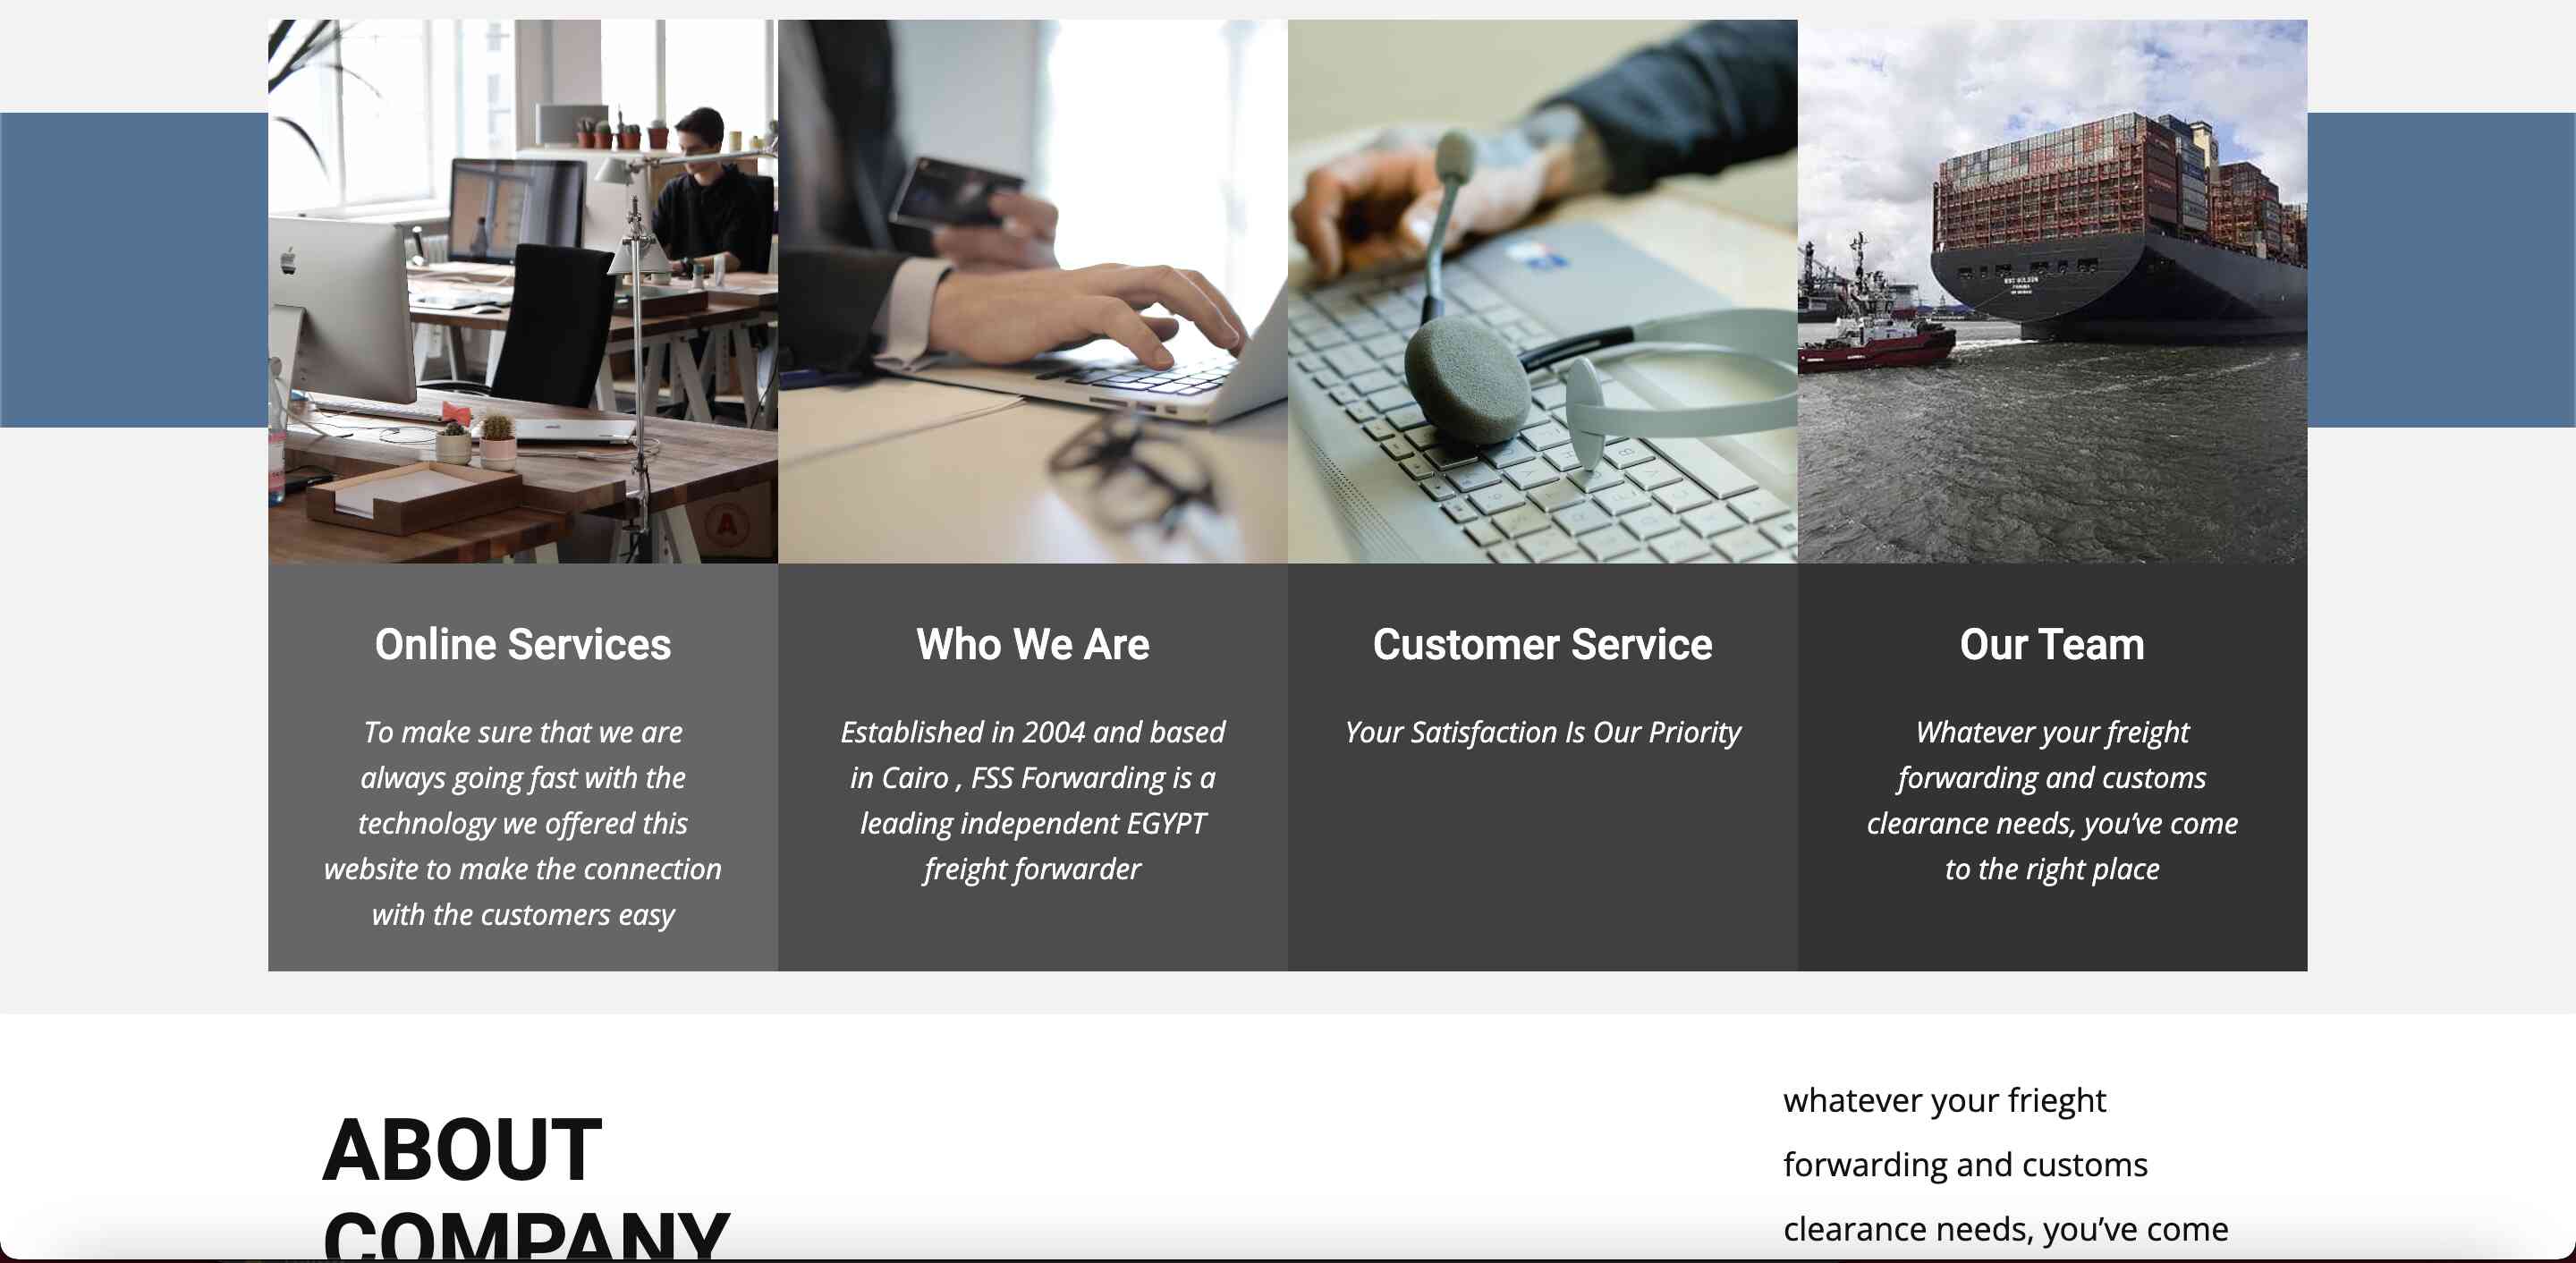 Online Services
To make sure that we are
always going fast with the
technology we offered this
website to make the connection
with the customers easy
Who We Are
Established in 2004 and based
in Cairo , FSS Forwarding is a
leading independent EGYPT
freight forwarder
Customer Service
Your Satisfaction Is Our Priority
Our Team
Whatever your freight
forwarding and customs
clearance needs, you’ve come
to the right place
ABOUT
COMPANY
whatever your frieght
forwarding and customs
clearance needs, you’ve come